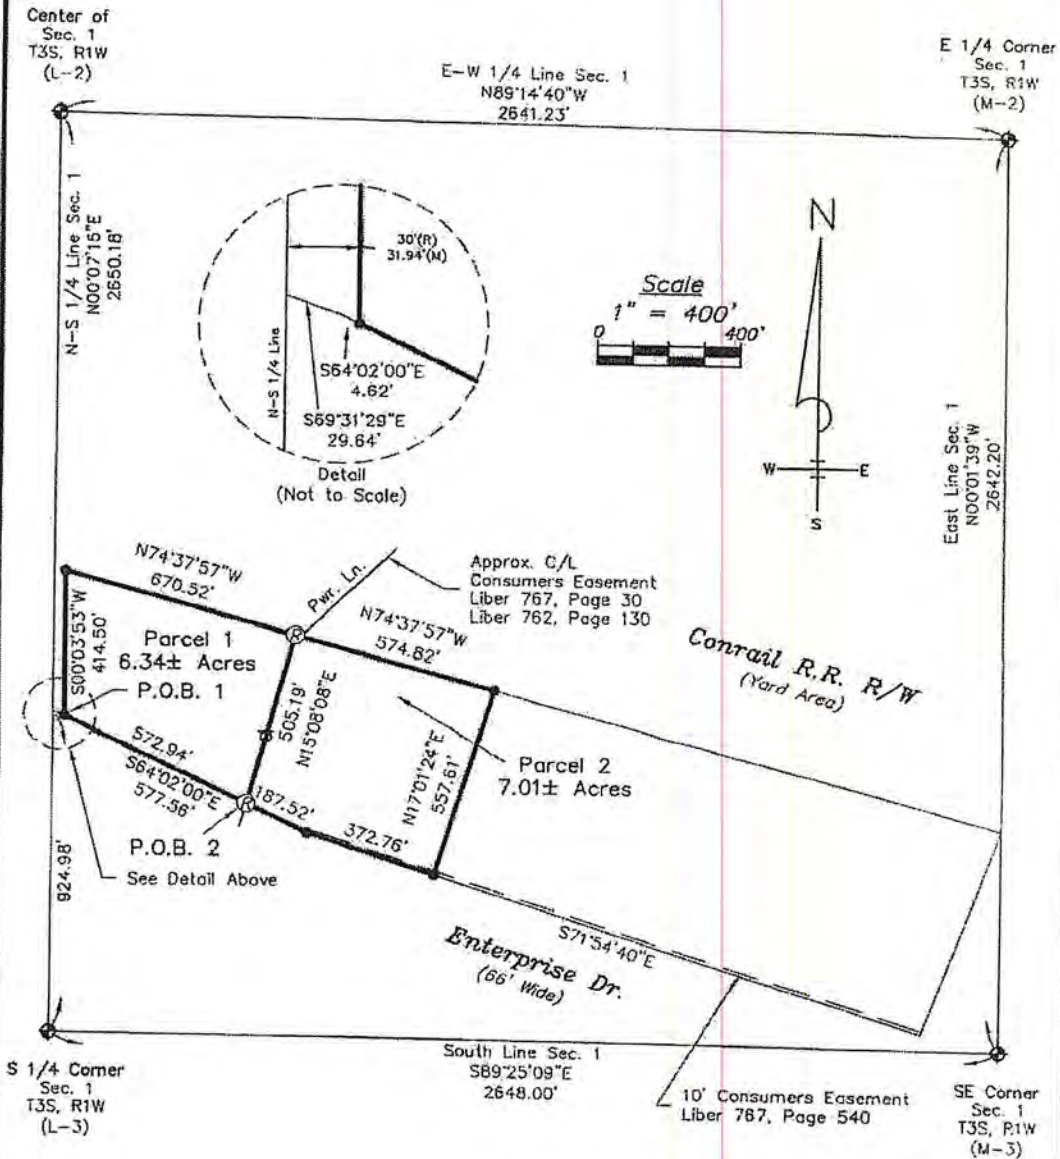 Center of
Sec. 1
T3S, R1W
(L-2)
E 1/4 Corner
Sec. 1
T3S, R1W
(M-2)
E-W 1/4 Line Sec. 1
N89°14'40"W
2641.23'
N-S 1/4 Line Sec. 1
N00°07'15"E
2650.18'
30'(R)
31.94'(M)
N-S 1/4 Line
S64°02'00"E
4.62'
S69°31'29"E
29.64'
Detail
(Not to Scale)
Scale
1" = 400'
0
400'
N
W
E
S
East Line Sec. 1
N00°01'39"W
2642.20'
N74°37'57"W
670.52'
Pwr. Ln.
Approx. C/L
Consumers Easement
Liber 767, Page 30
Liber 762, Page 130
N74°37'57"W
574.82'
Conrail R.R. R/W
(Yard Area)
S00°03'53"W
414.50'
Parcel 1
6.34± Acres
P.O.B. 1
505.19'
N15°08'08"E
R
N17°01'24"E
557.61'
Parcel 2
7.01± Acres
572.94'
S64°02'00"E
577.56'
R
187.52'
372.76'
P.O.B. 2
See Detail Above
924.98'
S71°54'40"E
Enterprise Dr.
(66' Wide)
South Line Sec. 1
S89°25'09"E
2648.00'
10' Consumers Easement
Liber 767, Page 540
S 1/4 Corner
Sec. 1
T3S, R1W
(L-3)
SE Corner
Sec. 1
T3S, R1W
(M-3)